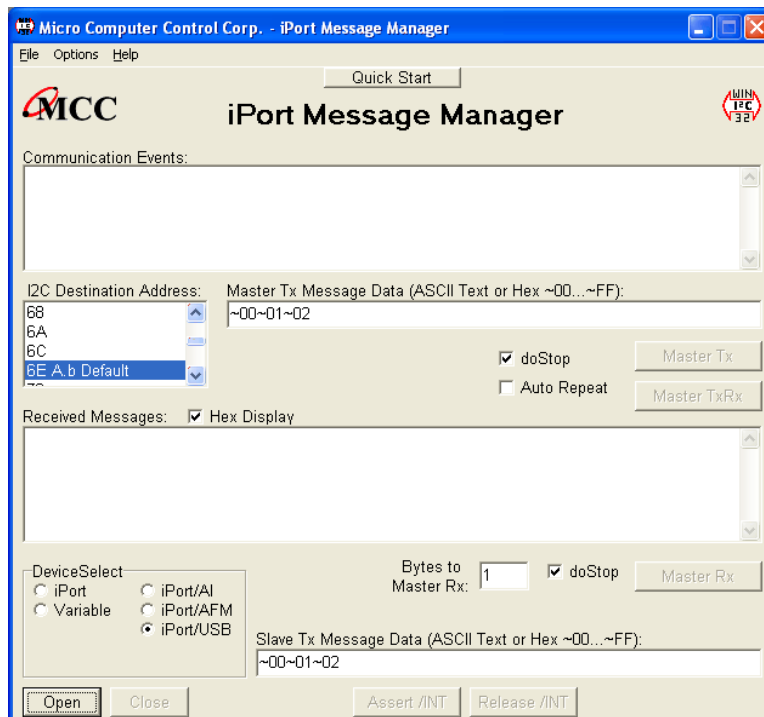 Micro Computer Control Corp. - iPort Message Manager
File Options Help
Quick Start
MCC
iPort Message Manager
WIN
I²C
32
Communication Events:
I2C Destination Address:
68
6A
6C
6E A.b Default
Master Tx Message Data (ASCII Text or Hex ~00...~FF):
~00~01~02
doStop
Master Tx
Auto Repeat
Master TxRx
Received Messages:
Hex Display
DeviceSelect
iPort
iPort/AI
Variable
iPort/AFM
iPort/USB
Bytes to
Master Rx:
1
doStop
Master Rx
Slave Tx Message Data (ASCII Text or Hex ~00...~FF):
~00~01~02
Open
Close
Assert /INT
Release /INT